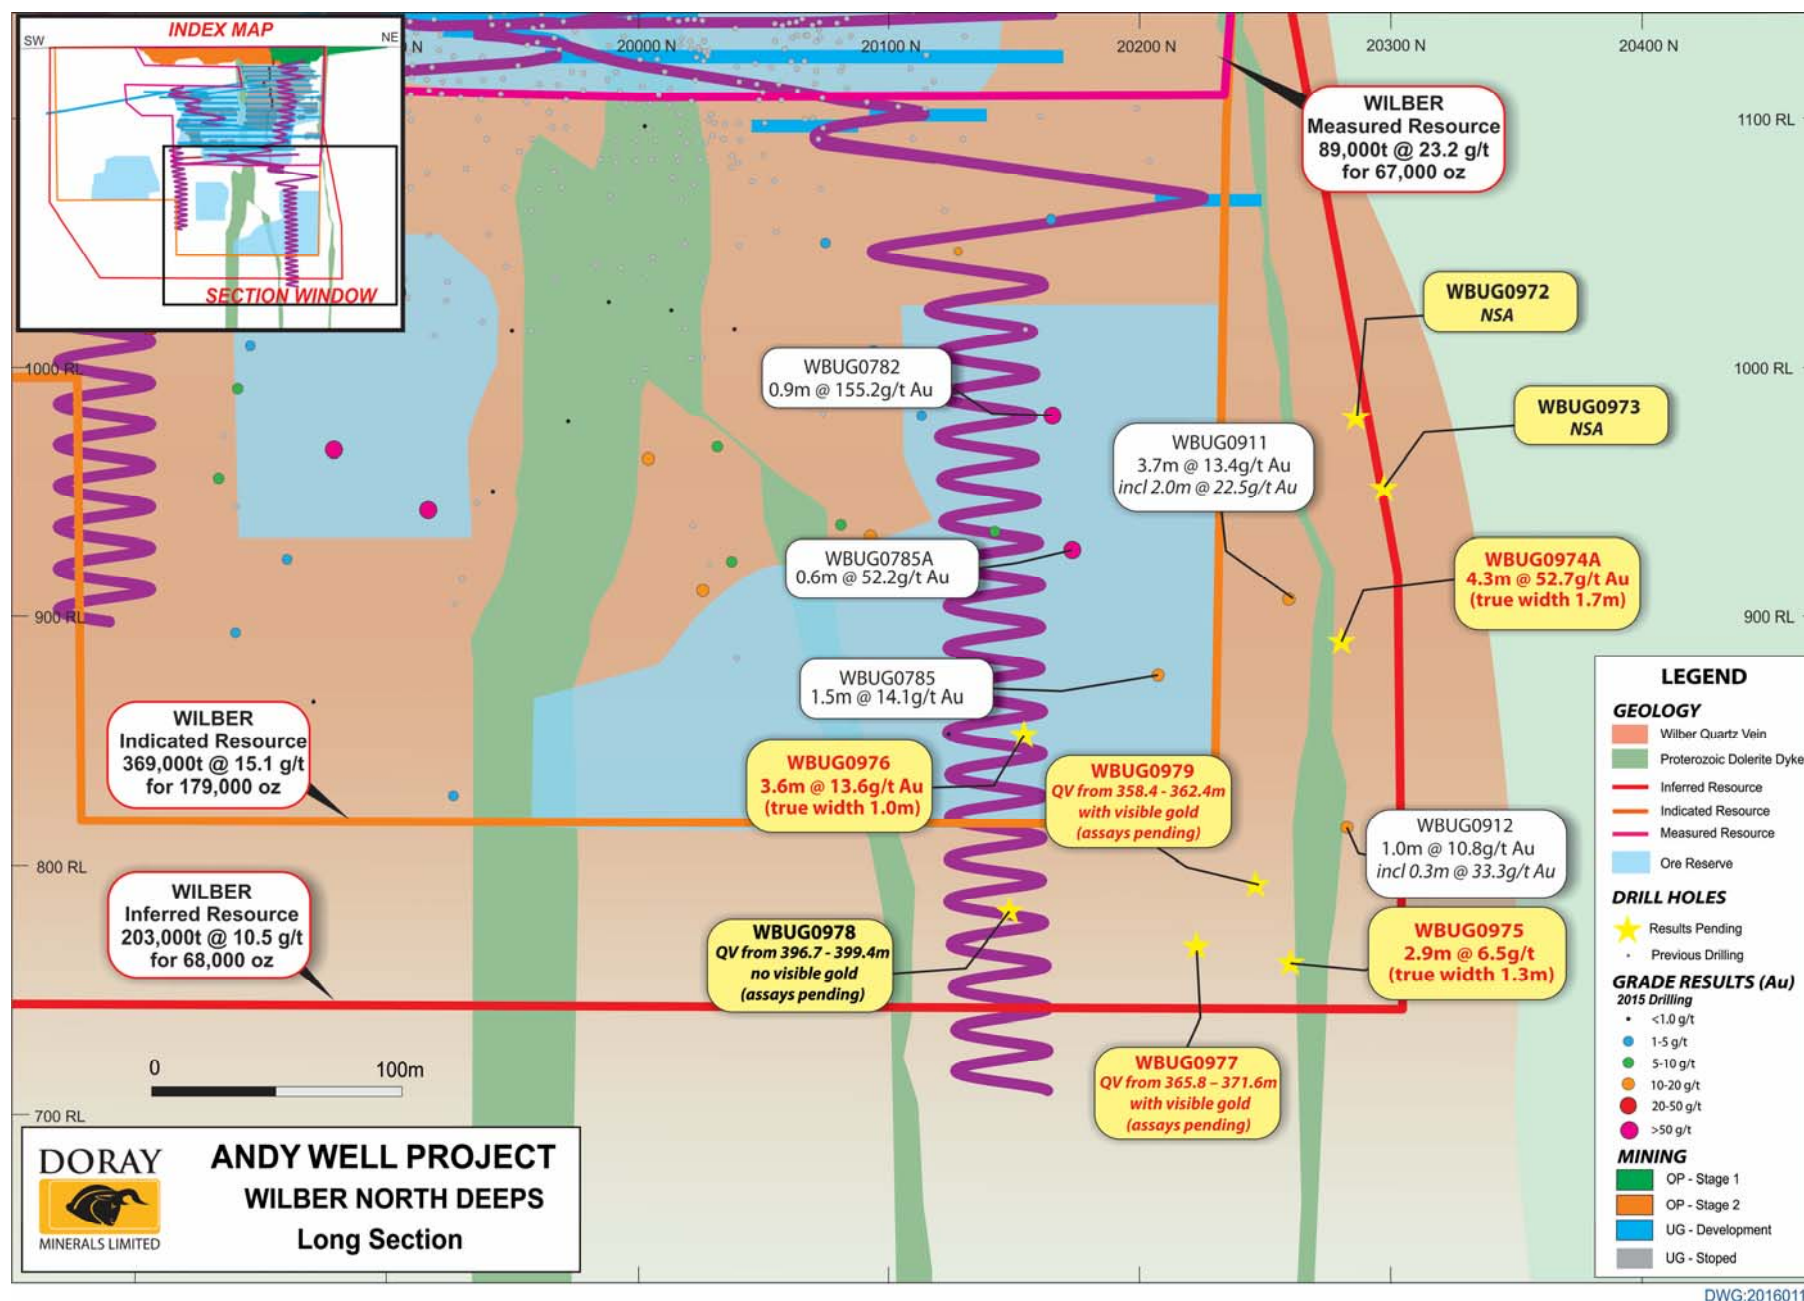 INDEX MAP
SW
NE
SECTION WINDOW
N
20000 N
20100 N
20200 N
20300 N
20400 N
1100 RL
1000 RL
1000 RL
900 RL
900 RL
800 RL
700 RL
WILBER
Measured Resource
89,000t @ 23.2 g/t
for 67,000 oz
WBUG0972
NSA
WBUG0973
NSA
WBUG0782
0.9m @ 155.2g/t Au
WBUG0911
3.7m @ 13.4g/t Au
incl 2.0m @ 22.5g/t Au
WBUG0785A
0.6m @ 52.2g/t Au
WBUG0974A
4.3m @ 52.7g/t Au
(true width 1.7m)
WBUG0785
1.5m @ 14.1g/t Au
WILBER
Indicated Resource
369,000t @ 15.1 g/t
for 179,000 oz
WBUG0976
3.6m @ 13.6g/t Au
(true width 1.0m)
WBUG0979
QV from 358.4 - 362.4m
with visible gold
(assays pending)
WBUG0912
1.0m @ 10.8g/t Au
incl 0.3m @ 33.3g/t Au
WILBER
Inferred Resource
203,000t @ 10.5 g/t
for 68,000 oz
WBUG0978
QV from 396.7 - 399.4m
no visible gold
(assays pending)
WBUG0975
2.9m @ 6.5g/t
(true width 1.3m)
WBUG0977
QV from 365.8 – 371.6m
with visible gold
(assays pending)
0
100m
DORAY
MINERALS LIMITED
ANDY WELL PROJECT
WILBER NORTH DEEPS
Long Section
LEGEND
GEOLOGY
Wilber Quartz Vein
Proterozoic Dolerite Dyke
Inferred Resource
Indicated Resource
Measured Resource
Ore Reserve
DRILL HOLES
Results Pending
Previous Drilling
GRADE RESULTS (Au)
2015 Drilling
<1.0 g/t
1-5 g/t
5-10 g/t
10-20 g/t
20-50 g/t
>50 g/t
MINING
OP - Stage 1
OP - Stage 2
UG - Development
UG - Stoped
DWG:2016011